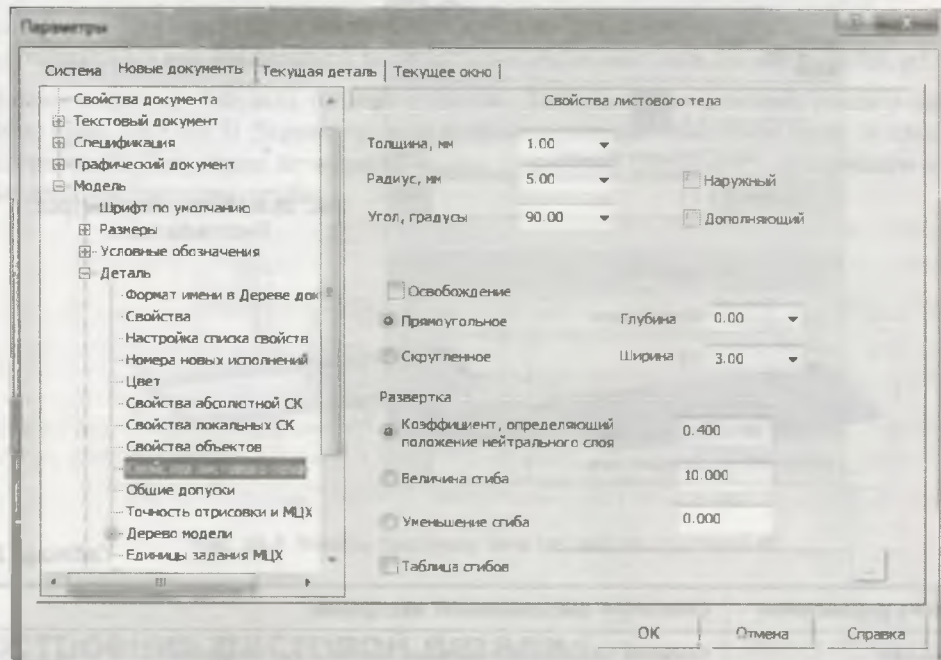 Параметры
Система Новые документы Текущая деталь Текущее окно
Свойства документа
Текстовый документ
Спецификация
Графический документ
Модель
Шрифт по умолчанию
Размеры
Условные обозначения
Деталь
Формат имени в Дереве док
Свойства
Настройка списка свойств
Номера новых исполнений
Цвет
Свойства абсолютной СК
Свойства локальных СК
Свойства объектов
Свойства листового тела
Общие допуски
Точность отрисовки и МЦХ
Дерево модели
Единицы задания МЦХ
Свойства листового тела
Толщина, мм 1.00
Радиус, мм 5.00 Наружный
Угол, градусы 90.00 Дополняющий
Освобождение
Прямоугольное Глубина 0.00
Скругленное Ширина 3.00
Развертка
Коэффициент, определяющий
положение нейтрального слоя 0.400
Величина сгиба 10.000
Уменьшение сгиба 0.000
Таблица сгибов ...
OK Отмена Справка